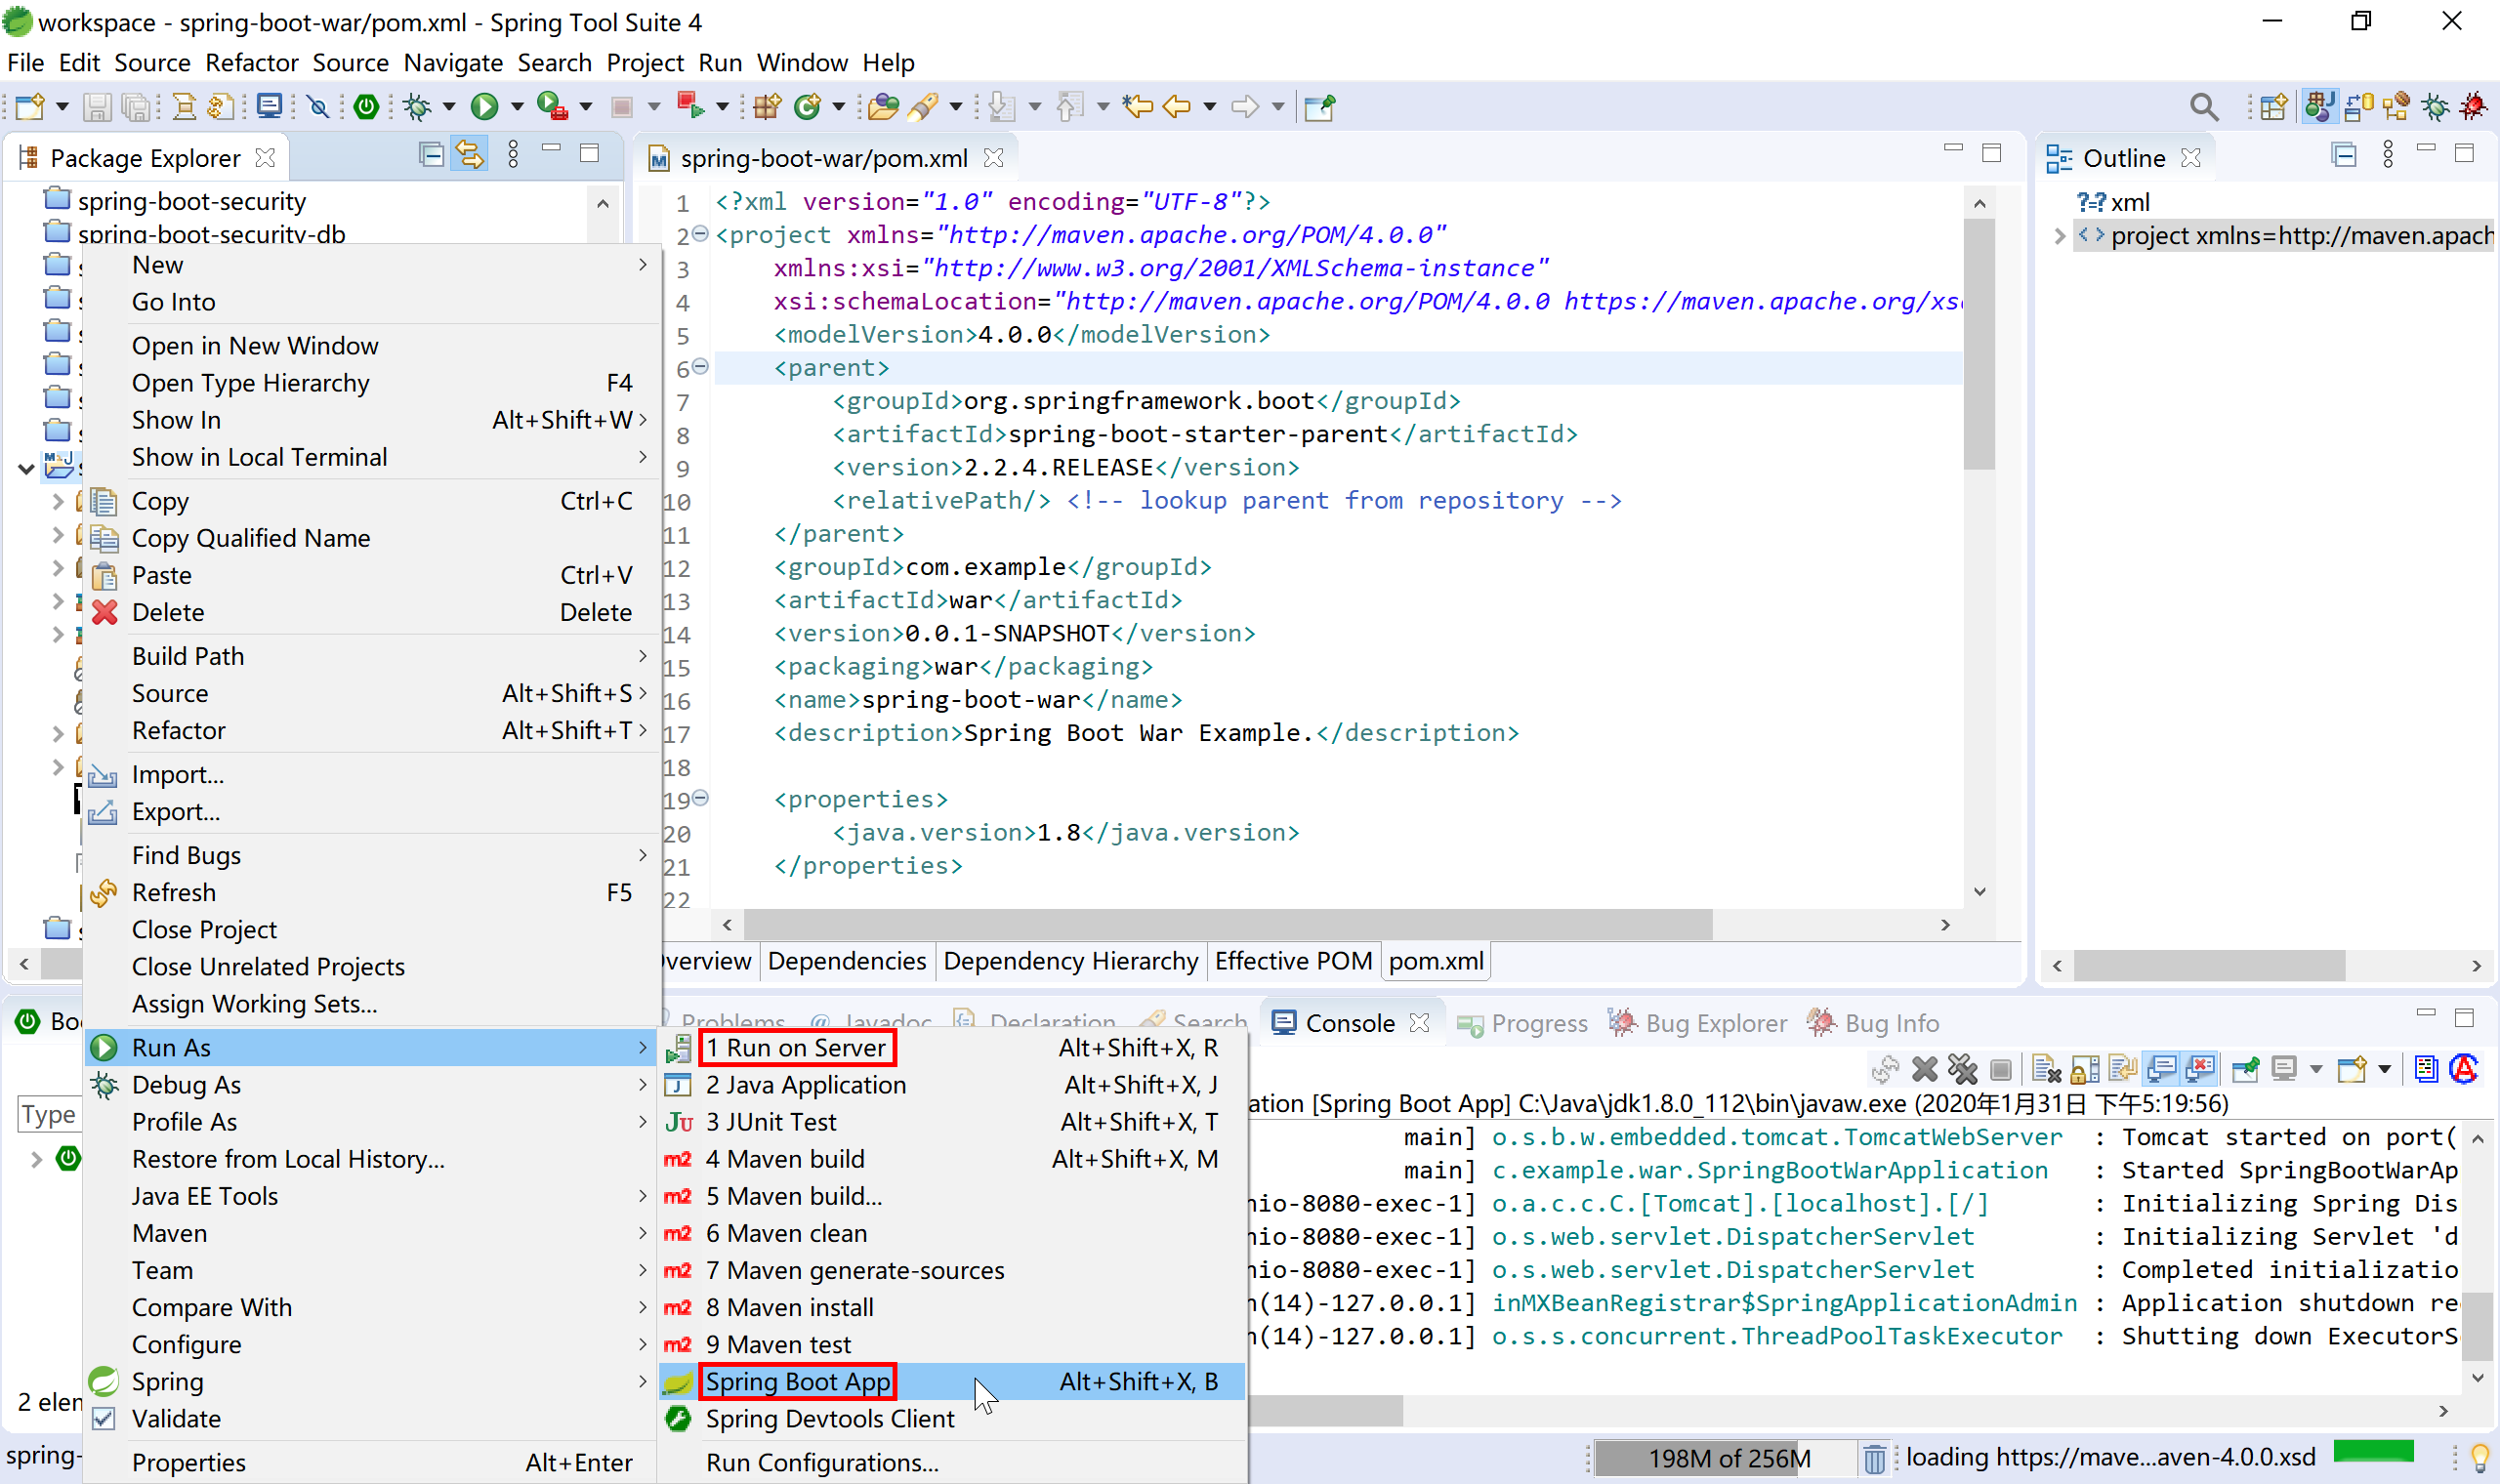 workspace - spring-boot-war/pom.xml - Spring Tool Suite 4
File Edit Source Refactor Source Navigate Search Project Run Window Help
Package Explorer
spring-boot-security
spring-boot-security-db
New
Go Into
Open in New Window
Open Type Hierarchy F4
Show In Alt+Shift+W
Show in Local Terminal
Copy Ctrl+C
Copy Qualified Name
Paste Ctrl+V
Delete Delete
Build Path
Source Alt+Shift+S
Refactor Alt+Shift+T
Import...
Export...
Find Bugs
Refresh F5
Close Project
Close Unrelated Projects
Assign Working Sets...
Run As
Debug As
Profile As
Restore from Local History...
Java EE Tools
Maven
Team
Compare With
Configure
Spring
Validate
Properties Alt+Enter
1 Run on Server Alt+Shift+X, R
2 Java Application Alt+Shift+X, J
3 JUnit Test Alt+Shift+X, T
4 Maven build Alt+Shift+X, M
5 Maven build...
6 Maven clean
7 Maven generate-sources
8 Maven install
9 Maven test
Spring Boot App Alt+Shift+X, B
Spring Devtools Client
Run Configurations...
spring-boot-war/pom.xml
1 <?xml version="1.0" encoding="UTF-8"?>
2 <project xmlns="http://maven.apache.org/POM/4.0.0"
3 xmlns:xsi="http://www.w3.org/2001/XMLSchema-instance"
4 xsi:schemaLocation="http://maven.apache.org/POM/4.0.0 https://maven.apache.org/xs
5 <modelVersion>4.0.0</modelVersion>
6 <parent>
7 <groupId>org.springframework.boot</groupId>
8 <artifactId>spring-boot-starter-parent</artifactId>
9 <version>2.2.4.RELEASE</version>
10 <relativePath/> <!-- lookup parent from repository -->
11 </parent>
12 <groupId>com.example</groupId>
13 <artifactId>war</artifactId>
14 <version>0.0.1-SNAPSHOT</version>
15 <packaging>war</packaging>
16 <name>spring-boot-war</name>
17 <description>Spring Boot War Example.</description>
18
19 <properties>
20 <java.version>1.8</java.version>
21 </properties>
22
verview Dependencies Dependency Hierarchy Effective POM pom.xml
Outline
xml
project xmlns=http://maven.apach
Boo
Type
2 elen
Problems Javadoc Declaration Search Console Progress Bug Explorer Bug Info
ation [Spring Boot App] C:\Java\jdk1.8.0_112\bin\javaw.exe (2020年1月31日 下午5:19:56)
main] o.s.b.w.embedded.tomcat.TomcatWebServer : Tomcat started on port(
main] c.example.war.SpringBootWarApplication : Started SpringBootWarAp
nio-8080-exec-1] o.a.c.c.C.[Tomcat].[localhost].[/] : Initializing Spring Dis
nio-8080-exec-1] o.s.web.servlet.DispatcherServlet : Initializing Servlet 'd
nio-8080-exec-1] o.s.web.servlet.DispatcherServlet : Completed initializatio
n(14)-127.0.0.1] inMXBeanRegistrar$SpringApplicationAdmin : Application shutdown re
n(14)-127.0.0.1] o.s.s.concurrent.ThreadPoolTaskExecutor : Shutting down ExecutorS
spring- 198M of 256M loading https://mave...aven-4.0.0.xsd